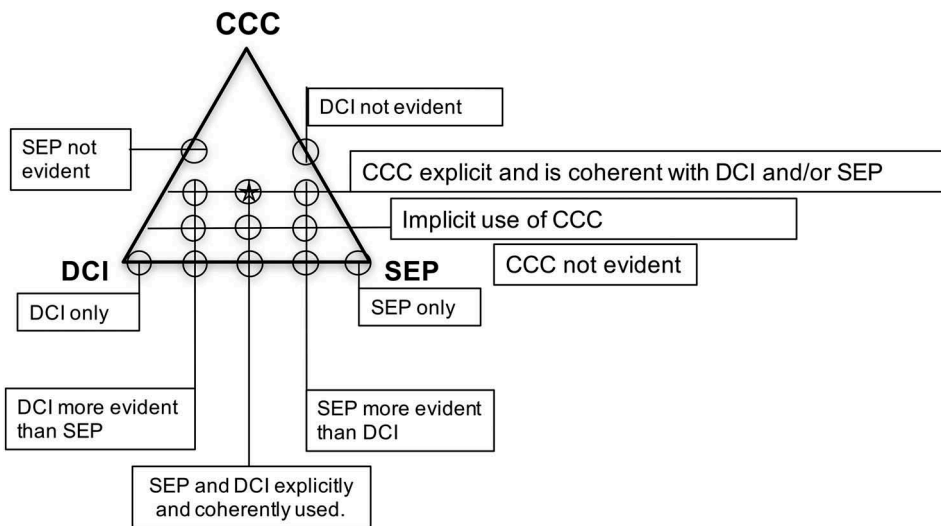 CCC
DCI not evident
SEP not
evident
CCC explicit and is coherent with DCI and/or SEP
Implicit use of CCC
CCC not evident
DCI
SEP
DCI only
SEP only
DCI more evident
than SEP
SEP more evident
than DCI
SEP and DCI explicitly
and coherently used.